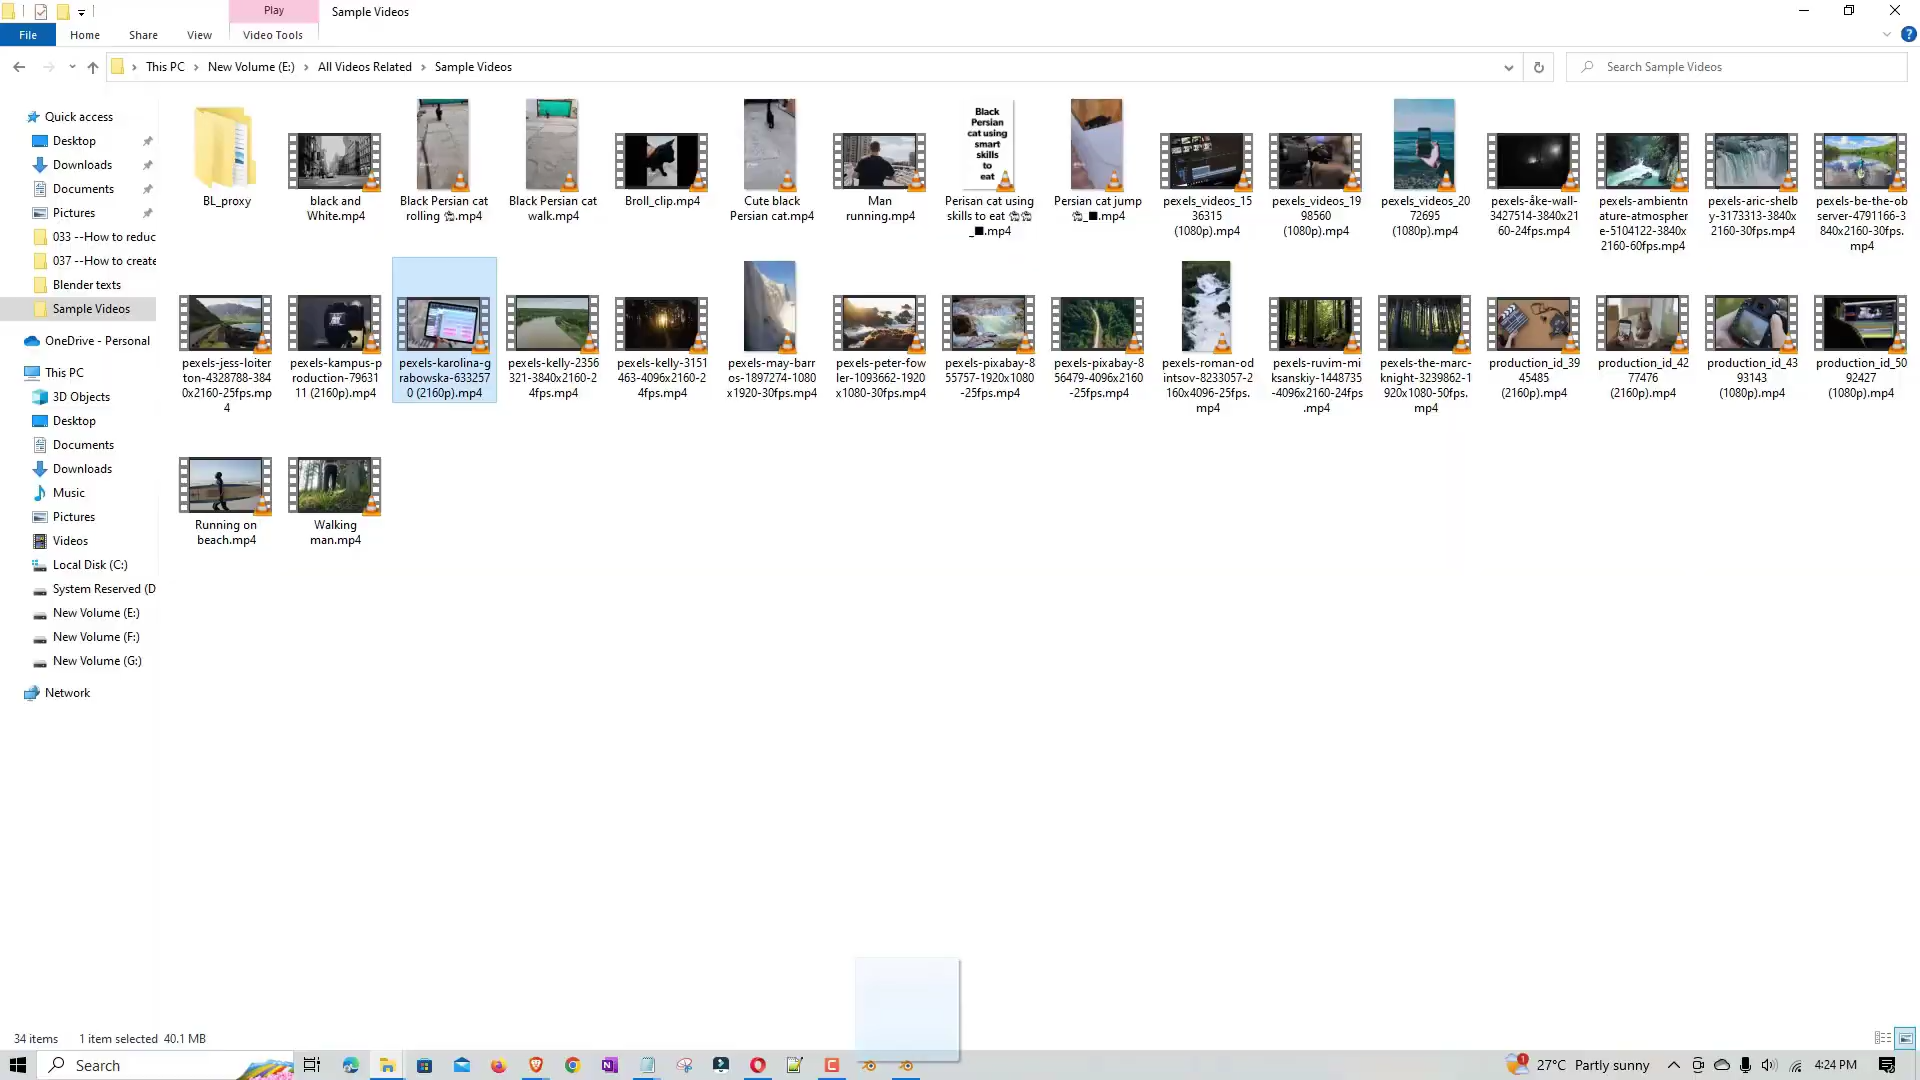 Play
Sample Videos
File
Home
Share
View
Video Tools
This PC
New Volume (E:)
All Videos Related
Sample Videos
Search Sample Videos
Quick access
Desktop
Downloads
Documents
Pictures
033 --How to reduc
037 --How to create
Blender texts
Sample Videos
OneDrive - Personal
This PC
3D Objects
Desktop
Documents
Downloads
Music
Pictures
Videos
Local Disk (C:)
System Reserved (D
New Volume (E:)
New Volume (F:)
New Volume (G:)
Network
BL_proxy
black and
White.mp4
Black Persian cat
rolling 🐈.mp4
Black Persian cat
walk.mp4
Broll_clip.mp4
Cute black
Persian cat.mp4
Man
running.mp4
Black
Persian
cat using
smart
skills
to
eat
Perisan cat using
skills to eat 🐈🐈
_■.mp4
Persian cat jump
🐈_■.mp4
pexels_videos_15
36315
(1080p).mp4
pexels_videos_19
98560
(1080p).mp4
pexels_videos_20
72695
(1080p).mp4
pexels-åke-wall-
3427514-3840x21
60-24fps.mp4
pexels-ambientn
ature-atmospher
e-5104122-3840x
2160-60fps.mp4
pexels-aric-shelb
y-3173313-3840x
2160-30fps.mp4
pexels-be-the-ob
server-4791166-3
840x2160-30fps.
mp4
pexels-jess-loiter
ton-4328788-384
0x2160-25fps.mp
4
pexels-kampus-p
roduction-79631
11 (2160p).mp4
pexels-karolina-g
rabowska-633257
0 (2160p).mp4
pexels-kelly-2356
321-3840x2160-2
4fps.mp4
pexels-kelly-3151
463-4096x2160-2
4fps.mp4
pexels-may-barr
os-1897274-1080
x1920-30fps.mp4
pexels-peter-fow
ler-1093662-1920
x1080-30fps.mp4
pexels-pixabay-8
55757-1920x1080
-25fps.mp4
pexels-pixabay-8
56479-4096x2160
-25fps.mp4
pexels-roman-od
intsov-8233057-2
160x4096-25fps.
mp4
pexels-ruvim-mi
ksanskiy-1448735
-4096x2160-24fps
.mp4
pexels-the-marc-
knight-3239862-1
920x1080-50fps.
mp4
production_id_39
45485
(2160p).mp4
production_id_42
77476
(2160p).mp4
production_id_43
93143
(1080p).mp4
production_id_50
92427
(1080p).mp4
Running on
beach.mp4
Walking
man.mp4
34 items
1 item selected 40.1 MB
Search
1
27°C Partly sunny
4:24 PM